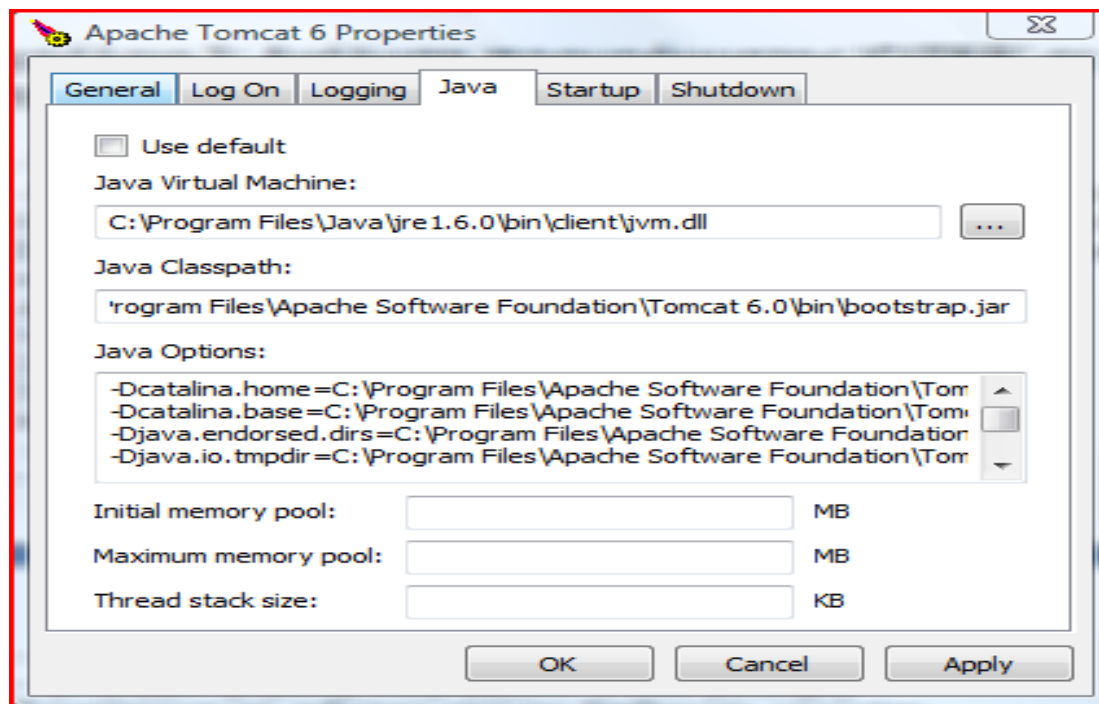 Apache Tomcat 6 Properties
General Log On Logging Java Startup Shutdown
Use default
Java Virtual Machine:
C:\Program Files\Java\jre1.6.0\bin\client\jvm.dll ...
Java Classpath:
rogram Files\Apache Software Foundation\Tomcat 6.0\bin\bootstrap.jar
Java Options:
-Dcatalina.home=C:\Program Files\Apache Software Foundation\Tom
-Dcatalina.base=C:\Program Files\Apache Software Foundation\Tom
-Djava.endorsed.dirs=C:\Program Files\Apache Software Foundation
-Djava.io.tmpdir=C:\Program Files\Apache Software Foundation\Tom
Initial memory pool: MB
Maximum memory pool: MB
Thread stack size: KB
OK Cancel Apply